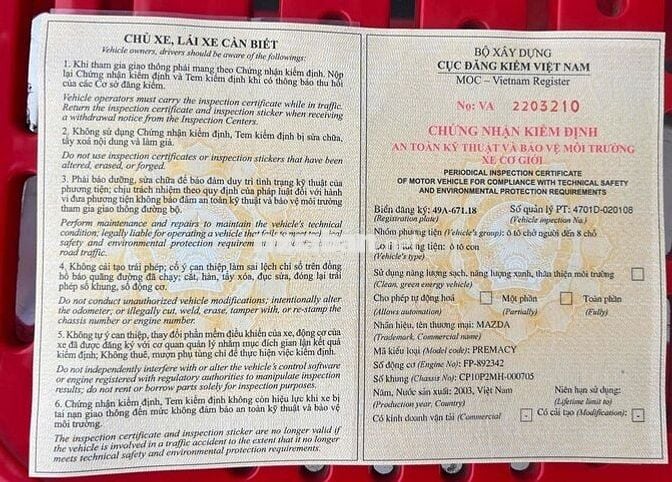 CHỦ XE, LÁI XE CẦN BIẾT
Vehicle owners, drivers should be aware of the followings:
1. Khi tham gia giao thông phải mang theo Chứng nhận kiểm định. Nộp
lại Chứng nhận kiểm định và Tem kiểm định khi có thông báo thu hồi
của các Cơ sở đăng kiểm.
Vehicle operators must carry the inspection certificate while in traffic.
Return the inspection certificate and inspection sticker when receiving
a withdrawal notice from the Inspection Centers.
2. Không sử dụng Chứng nhận kiểm định, Tem kiểm định bị sửa chữa,
tẩy xoá nội dung và làm giả.
Do not use inspection certificates or inspection stickers that have been
altered, erased, or forged.
3. Phải bảo dưỡng, sửa chữa để bảo đảm duy trì tình trạng kỹ thuật của
phương tiện; chịu trách nhiệm theo quy định của pháp luật đối với hành
vi đưa phương tiện không bảo đảm an toàn kỹ thuật và bảo vệ môi trường
tham gia giao thông đường bộ.
Perform maintenance and repairs to maintain the vehicle's technical
condition; legally liable for operating a vehicle that fails to meet technical
safety and environmental protection requirements
road traffic.
4. Không cải tạo trái phép; cố ý can thiệp làm sai lệch chỉ số trên đồng
hồ báo quãng đường đã chạy; cắt, hàn, tẩy xóa, đục sửa, đóng lại trái
phép số khung, số động cơ.
Do not conduct unauthorized vehicle modifications; intentionally alter
the odometer; or illegally cut, weld, erase, tamper with, or re-stamp the
chassis number or engine number.
5. Không tự ý can thiệp, thay đổi phần mềm điều khiển của xe, động cơ của
xe đã được đăng ký với cơ quan quản lý nhằm mục đích gian lận kết quả
kiểm định; Không thuê, mượn phụ tùng chỉ để thực hiện việc kiểm định.
Do not independently interfere with or alter the vehicle control software
or engine registered with regulatory authorities to manipulate inspection
results; do not rent or borrow parts solely for inspection purposes.
6. Chứng nhận kiểm định, Tem kiểm định không còn hiệu lực khi xe bị
tai nạn giao thông đến mức không đảm bảo an toàn kỹ thuật và bảo vệ
môi trường.
The inspection certificate and inspection sticker are no longer valid if
the vehicle is involved in a traffic accident to the extent that it no longer
meets technical safety and environmental protection requirements.
BỘ XÂY DỰNG
CỤC ĐĂNG KIỂM VIỆT NAM
MOC – Vietnam Register
No: VA 2203210
CHỨNG NHẬN KIỂM ĐỊNH
AN TOÀN KỸ THUẬT VÀ BẢO VỆ MÔI TRƯỜNG
XE CƠ GIỚI
PERIODICAL INSPECTION CERTIFICATE
OF MOTOR VEHICLE FOR COMPLIANCE WITH TECHNICAL SAFETY
AND ENVIRONMENTAL PROTECTION REQUIREMENTS
Biển đăng ký: 49A-671.18 Số quản lý PT: 4701D-020108
(Registration plate) (Vehicle inpection No.)
Nhóm phương tiện (Vehicle's group): ô tô chở người đến 8 chỗ
Loại phương tiện: ô tô con
(Vehicle's type)
Sử dụng năng lượng sạch, năng lượng xanh, thân thiện môi trường
(Clean, green energy vehicle)
Cho phép tự động hoá Một phần Toàn phần
(Allows automation) (Partially) (Fully)
Nhãn hiệu, tên thương mại: MAZDA
(Trademark, Commercial name)
Mã kiểu loại (Model code): PREMACY
Số động cơ (Engine No): FP-892342
Số khung (Chassis No): CP10P2MH-000705
Năm, Nước sản xuất: 2003, Việt Nam Niên hạn sử dụng:
(Production year, Country) (Lifetime limit to)
Có kinh doanh vận tải (Commercial - Có cải tạo (Modification): -